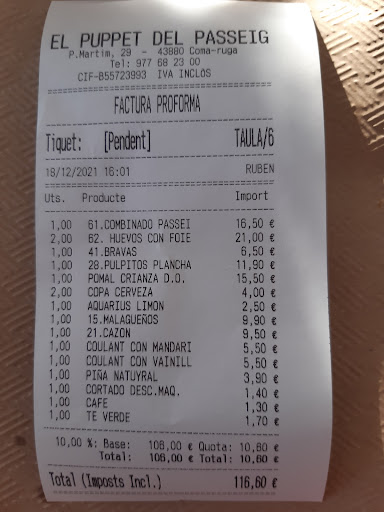 EL PUPPET DEL PASSEIG
P.Martim, 29 - 43880 Coma-ruga
Tel: 977 68 23 00
CIF-B55723993 IVA INCLOS
FACTURA PROFORMA
Tiquet: [Pendent] TAULA/6
18/12/2021 16:01 RUBEN
Uts. Producte Import
1,00 61.COMBINADO PASSEI 16,50 €
2,00 62. HUEVOS CON FOIE 21,00 €
1,00 41.BRAVAS 6,50 €
1,00 28.PULPITOS PLANCHA 11,90 €
1,00 POMAL CRIANZA D.O. 15,50 €
2,00 COPA CERVEZA 4,00 €
1,00 AQUARIUS LIMON 2,50 €
1,00 15.MALAGUEÑOS 9,90 €
1,00 21.CAZON 9,50 €
1,00 COULANT CON MANDARI 5,50 €
1,00 COULANT CON VAINILL 5,50 €
1,00 PIÑA NATUYRAL 3,90 €
1,00 CORTADO DESC.MAQ. 1,40 €
1,00 CAFE 1,30 €
1,00 TE VERDE 1,70 €
10,00 %: Base: 106,00 € Quota: 10,60 €
Total: 106,00 € Total: 10,60 €
Total (Imposts Incl.) 116,60 €